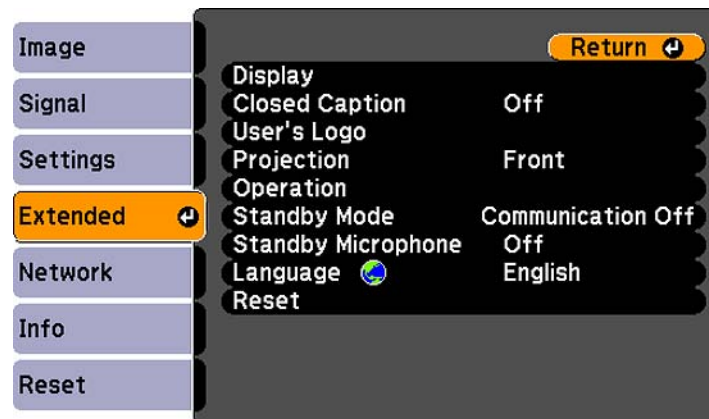 Image
Signal
Settings
Extended
Network
Info
Reset
Return
Display
Closed Caption Off
User's Logo
Projection Front
Operation
Standby Mode Communication Off
Standby Microphone Off
Language English
Reset